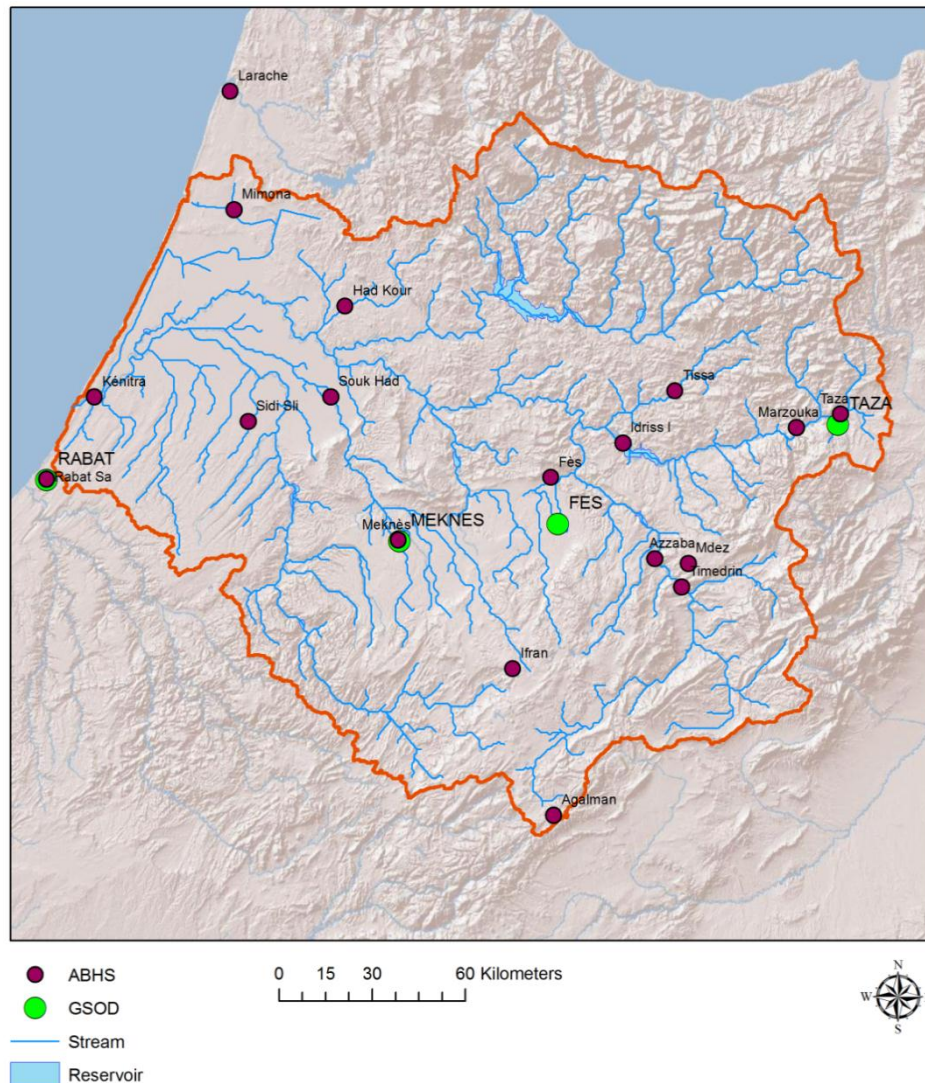 Larache
Mimona
Had Kour
Kénitra
Souk Had
Sidi Sli
Tissa
Taza
TAZA
Marzouka
Idriss I
RABAT
Rabat Sa
Fès
FES
Meknès
MEKNES
Azzaba
Mdez
Timedrin
Ifran
Agalman
ABHS
GSOD
Stream
Reservoir
0 15 30 60 Kilometers
N
W E
S